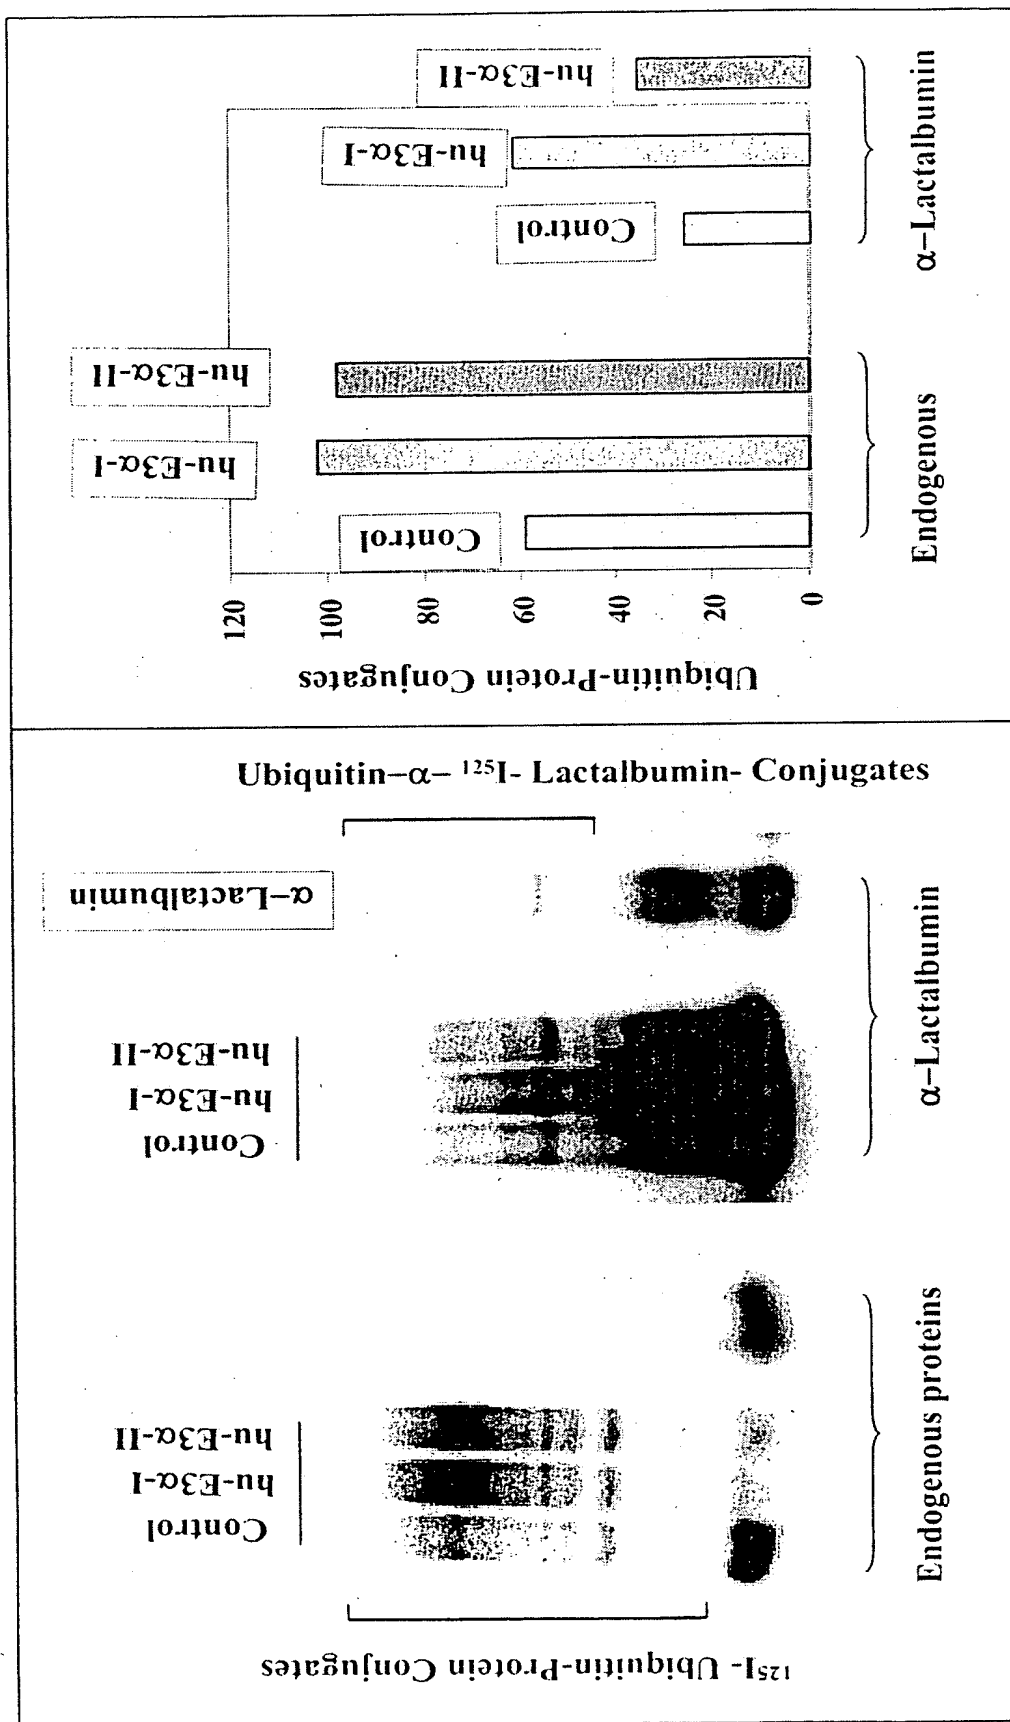 ¹²⁵I- Ubiquitin-Protein Conjugates
Control
hu-E3α-I
hu-E3α-II
Endogenous proteins
Control
hu-E3α-I
hu-E3α-II
α–Lactalbumin
α–Lactalbumin
Ubiquitin–α– ¹²⁵I- Lactalbumin- Conjugates
Ubiquitin-Protein Conjugates
120
100
80
60
40
20
0
Control
hu-E3α-I
hu-E3α-II
Endogenous
Control
hu-E3α-I
hu-E3α-II
α–Lactalbumin